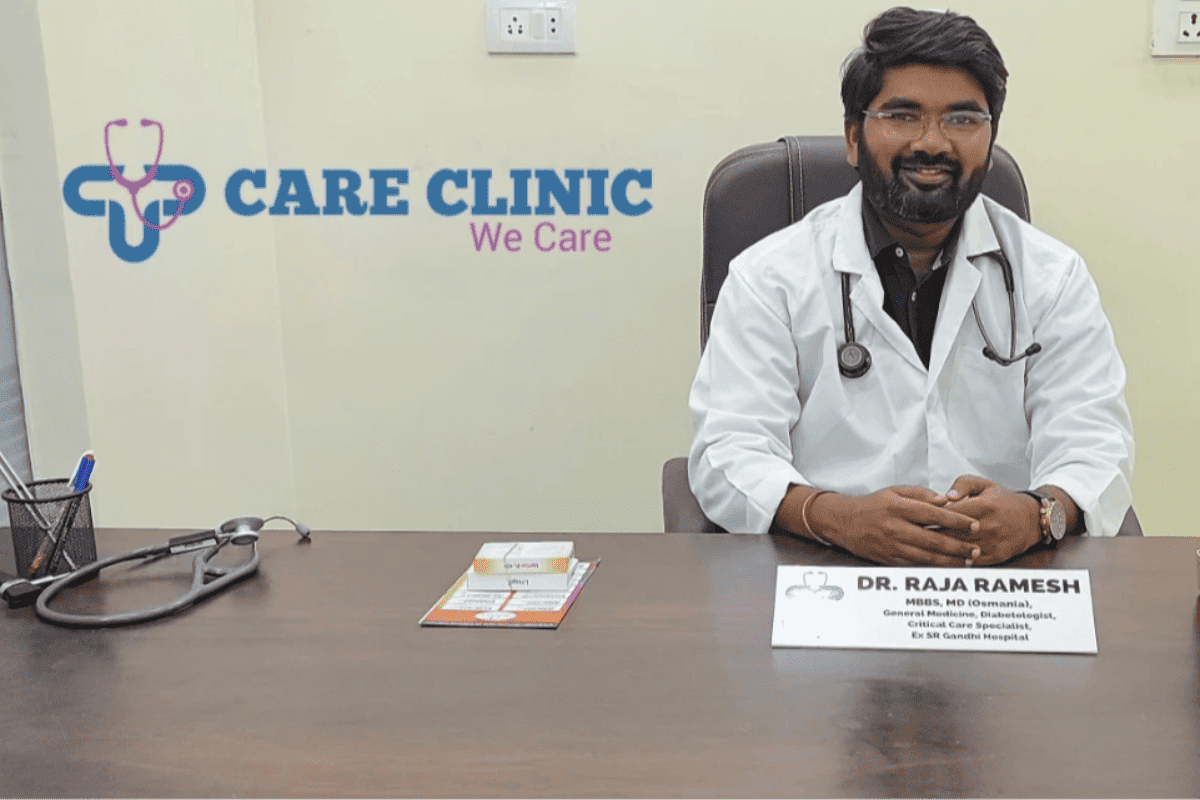 CARE CLINIC
We Care
DR. RAJA RAMESH
MBBS, MD (Osmania),
General Medicine, Diabetologist,
Critical Care Specialist,
Ex SR Gandhi Hospital